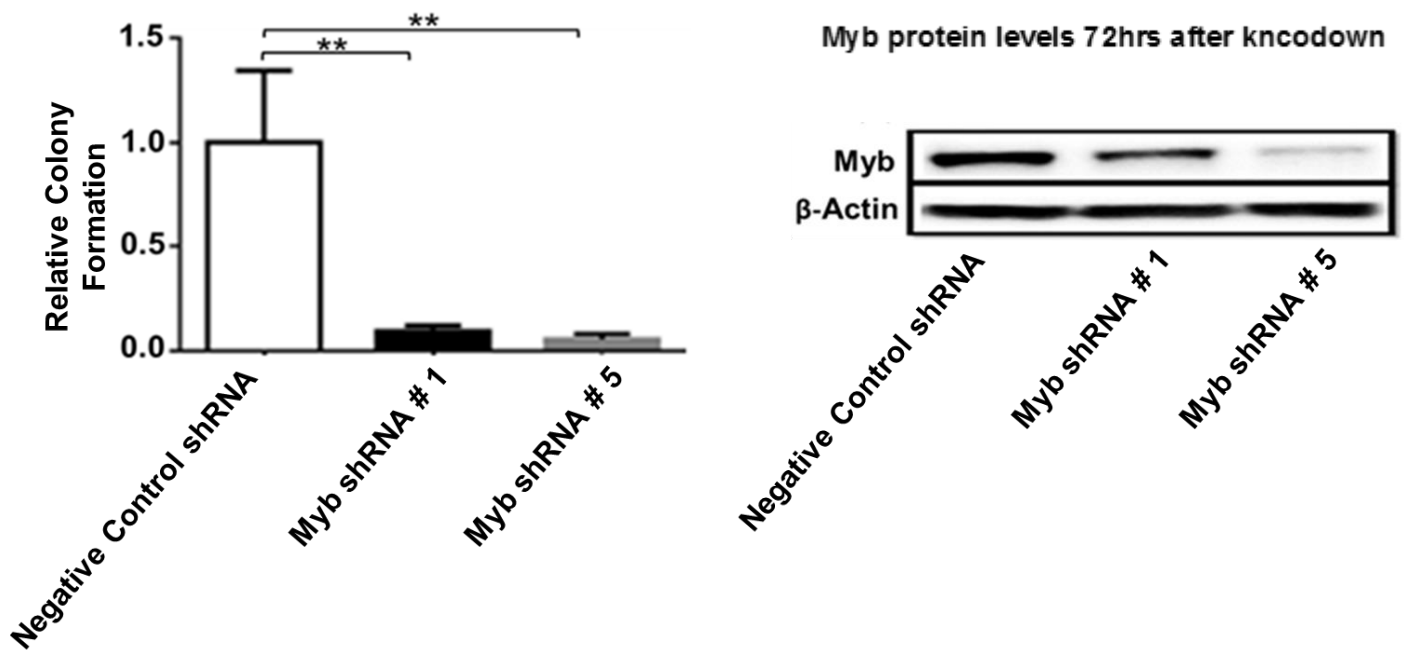 **
**
1.5
1.0
0.5
0.0
Relative Colony
Formation
Negative Control shRNA
Myb shRNA # 1
Myb shRNA # 5
Myb protein levels 72hrs after kncodown
Myb
β-Actin
Negative Control shRNA
Myb shRNA # 1
Myb shRNA # 5